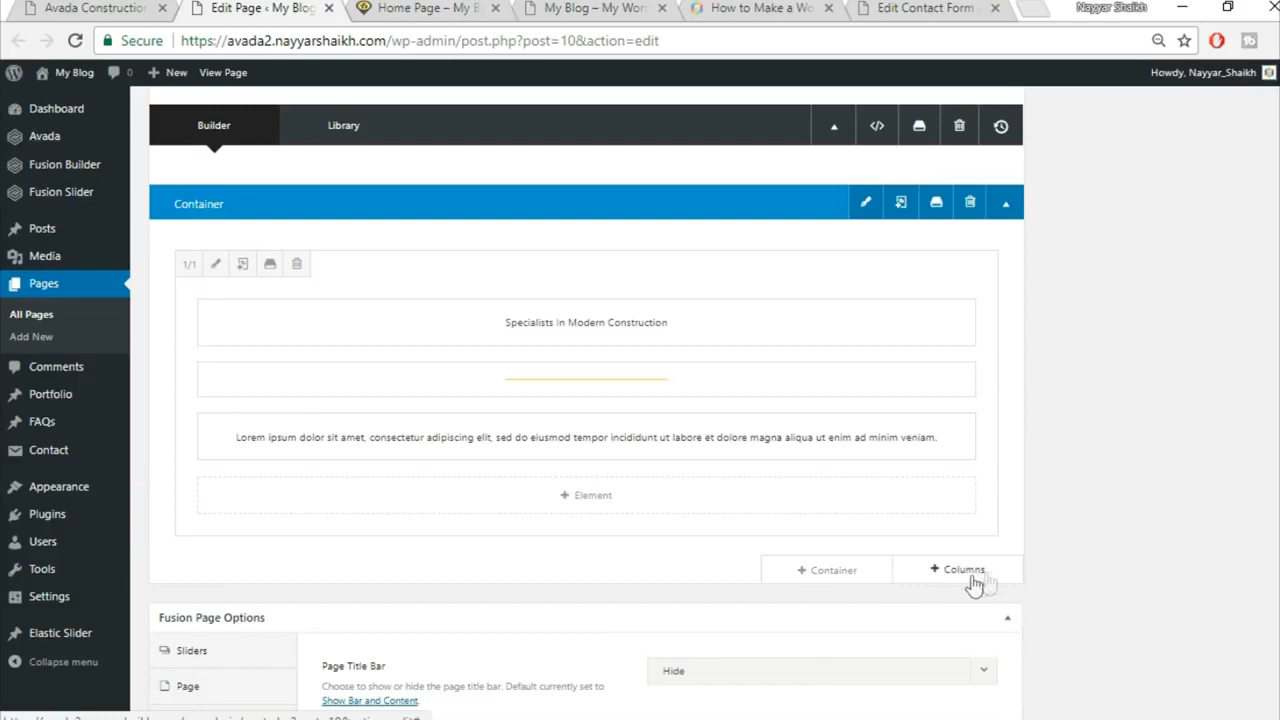 Avada Construction
Edit Page ‹ My Blog
Home Page – My B
My Blog – My Wor
How to Make a Wo
Edit Contact Form ‹
Nayyar Shaikh
Secure
https://avada2.nayyarshaikh.com/wp-admin/post.php?post=10&action=edit
My Blog
0
New
View Page
Howdy, Nayyar_Shaikh
Dashboard
Avada
Fusion Builder
Fusion Slider
Posts
Media
Pages
All Pages
Add New
Comments
Portfolio
FAQs
Contact
Appearance
Plugins
Users
Tools
Settings
Elastic Slider
Collapse menu
Builder
Library
Container
1/1
Specialists In Modern Construction
Lorem ipsum dolor sit amet, consectetur adipiscing elit, sed do eiusmod tempor incididunt ut labore et dolore magna aliqua ut enim ad minim veniam.
+ Element
+ Container
+ Columns
Fusion Page Options
Sliders
Page
Page Title Bar
Choose to show or hide the page title bar. Default currently set to
Show Bar and Content.
Hide